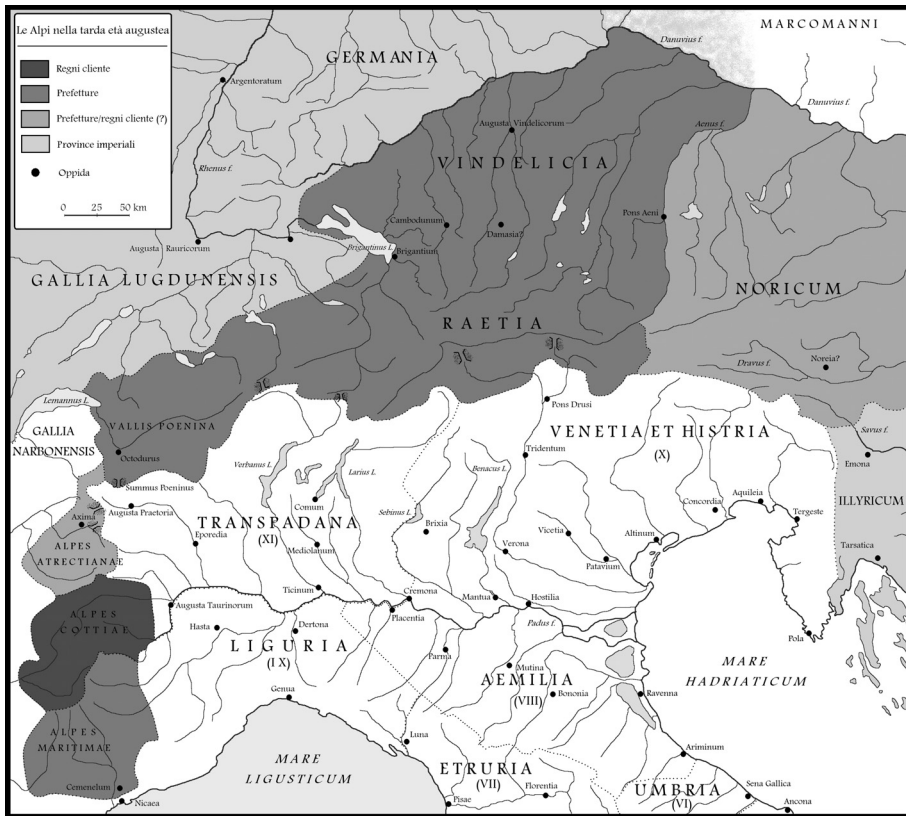 Le Alpi nella tarda età augustea
Regni cliente
Prefetture
Prefetture/regni cliente (?)
Province imperiali
Oppida
0 25 50 km
MARCOMANNI
GERMANIA
Danuvius f.
Danuvius f.
Argentoratum
Augusta Vindelicorum
Aenus f.
VINDELICIA
Rhenus f.
Cambodunum
Damasia?
Pons Aeni
Augusta Rauricorum
Brigantinus L.
Brigantium
GALLIA LUGDUNENSIS
NORICUM
RAETIA
Dravus f.
Noreia?
Lemannus L.
Pons Drusi
VALLIS POENINA
GALLIA
NARBONENSIS
VENETIA ET HISTRIA
(X)
Savus f.
Octodurus
Tridentum
Emona
Verbanus L.
Larius L.
Benacus L.
Summus Poeninus
Augusta Praetoria
Comum
Concordia
Aquileia
ILLYRICUM
Axima
TRANSPADANA
(XI)
Sebinus L.
Brixia
Vicetia
Altinum
Tergeste
Eporedia
Mediolanum
Verona
Patavium
ALPES
ATRECTIANAE
Tarsatica
Ticinum
Cremona
Mantua
Hostilia
Augusta Taurinorum
Placentia
Padus f.
ALPES
COTTIAE
Hasta
Dertona
LIGURIA
(IX)
Parma
Mutina
Pola
AEMILIA
(VIII)
MARE
HADRIATICUM
Genua
Bononia
Ravenna
ALPES
MARITIMAE
Luna
Ariminum
MARE
LIGUSTICUM
ETRURIA
(VII)
Cemenelum
Florentia
UMBRIA
(VI)
Sena Gallica
Nicaea
Pisae
Ancona